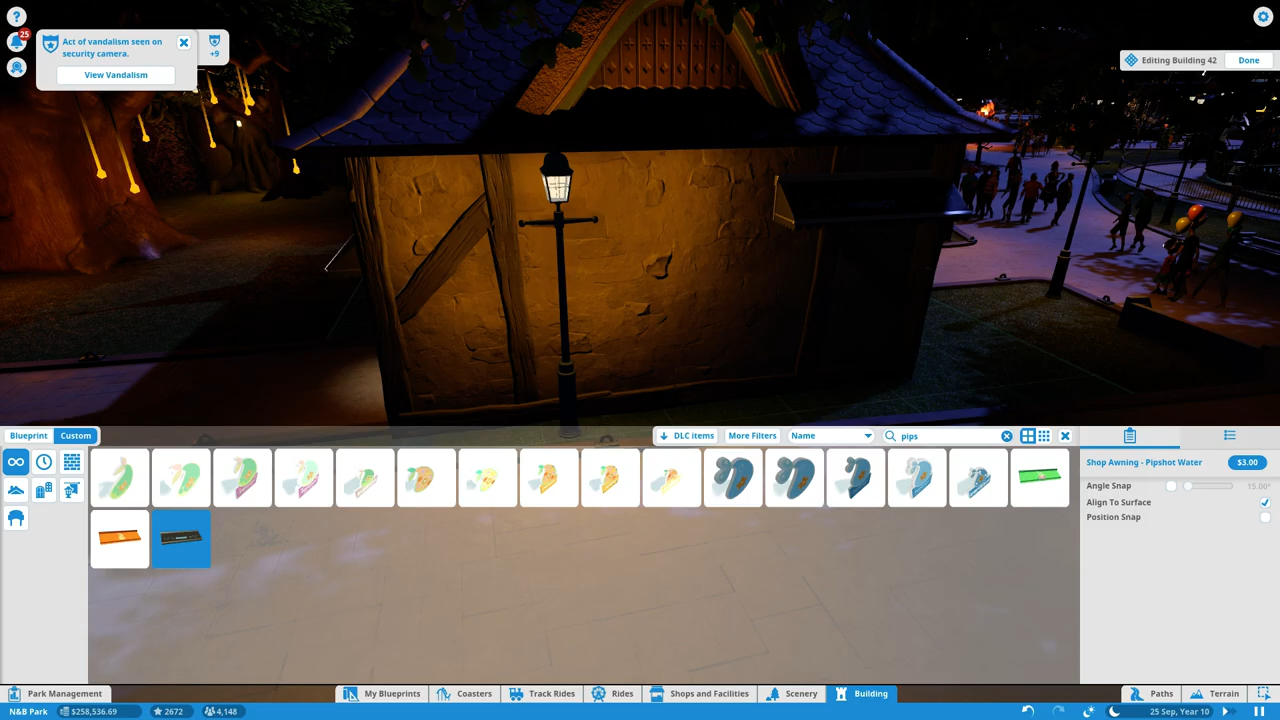 ?
25
Act of vandalism seen on
security camera.
View Vandalism
+9
Editing Building 42
Done
Blueprint
Custom
DLC items
More Filters
Name
pips
Shop Awning - Pipshot Water
$3.00
Angle Snap
15.00°
Align To Surface
Position Snap
Park Management
My Blueprints
Coasters
Track Rides
Rides
Shops and Facilities
Scenery
Building
Paths
Terrain
N&B Park
$258,536.69
2672
4,148
25 Sep, Year 10